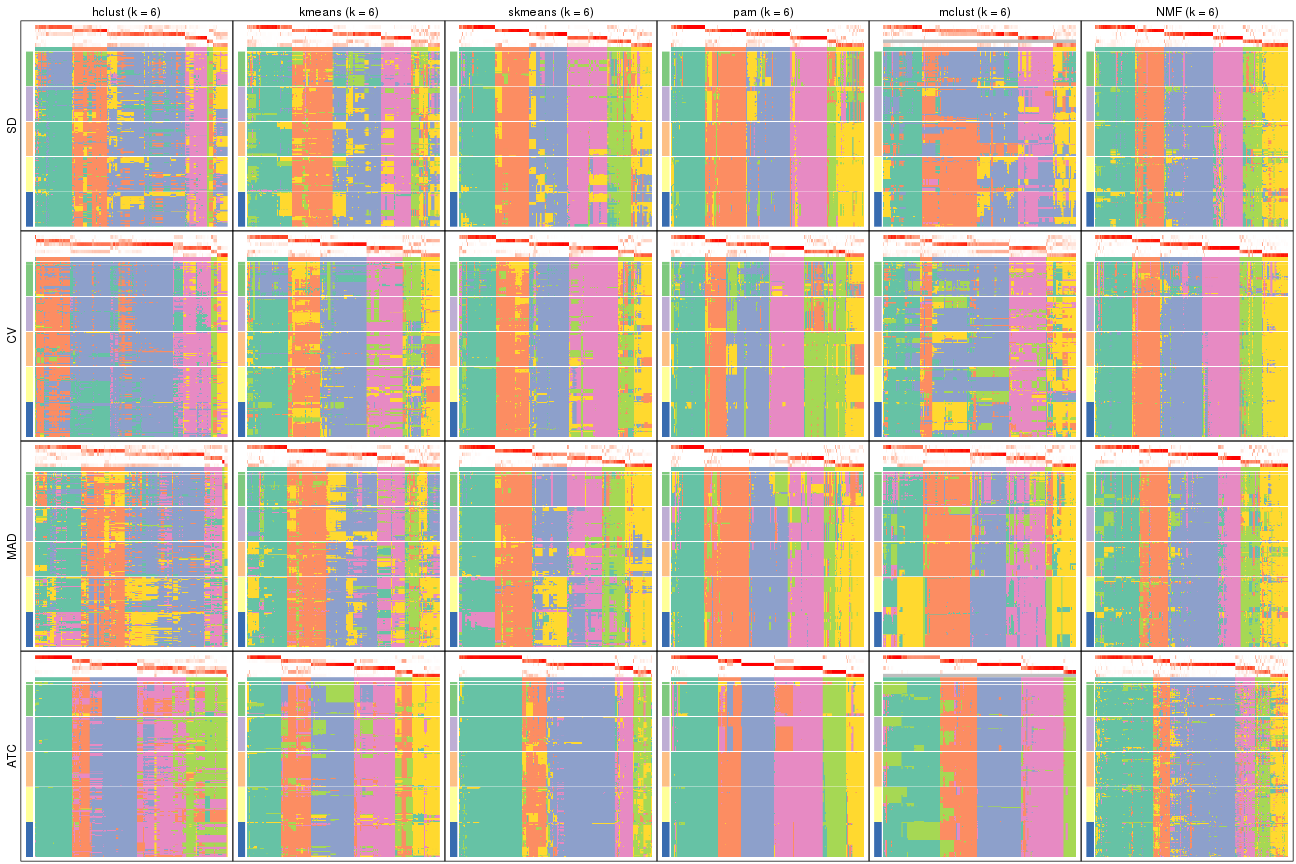 hclust (k = 6)
kmeans (k = 6)
skmeans (k = 6)
pam (k = 6)
mclust (k = 6)
NMF (k = 6)
SD
CV
MAD
ATC